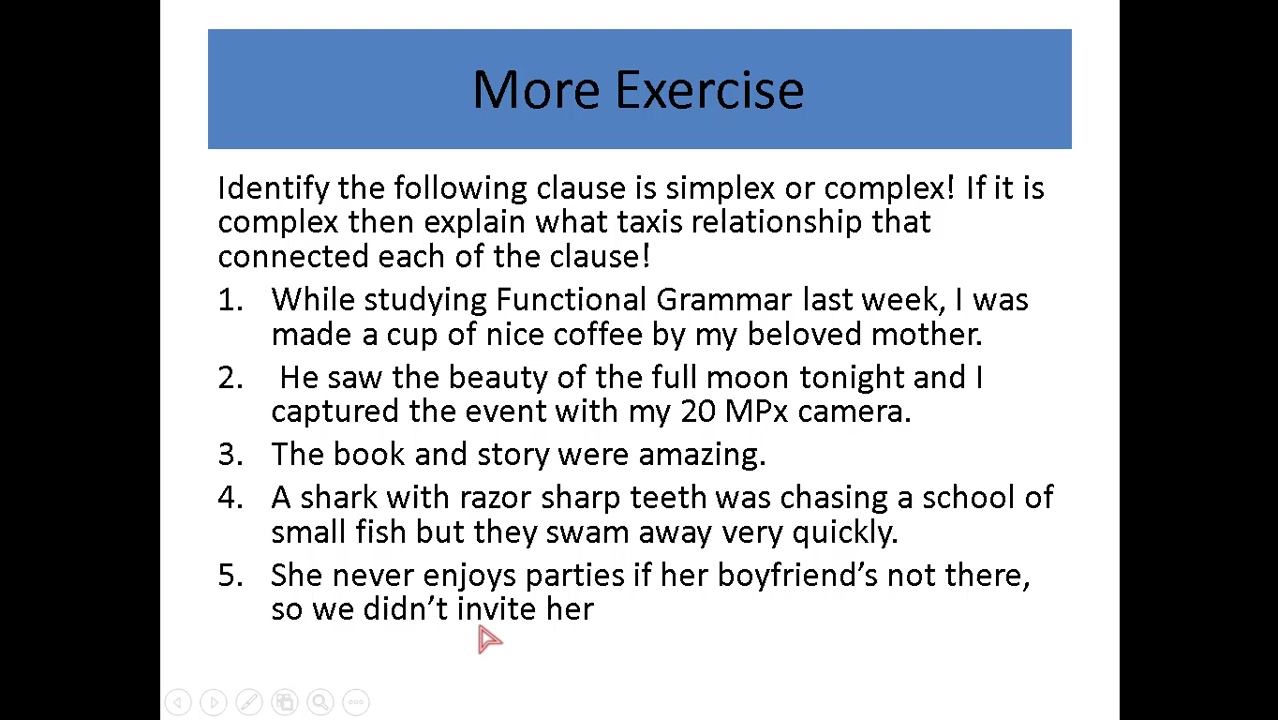 More Exercise
Identify the following clause is simplex or complex! If it is
complex then explain what taxis relationship that
connected each of the clause!
1. While studying Functional Grammar last week, I was
made a cup of nice coffee by my beloved mother.
2. He saw the beauty of the full moon tonight and I
captured the event with my 20 MPx camera.
3. The book and story were amazing.
4. A shark with razor sharp teeth was chasing a school of
small fish but they swam away very quickly.
5. She never enjoys parties if her boyfriend’s not there,
so we didn’t invite her